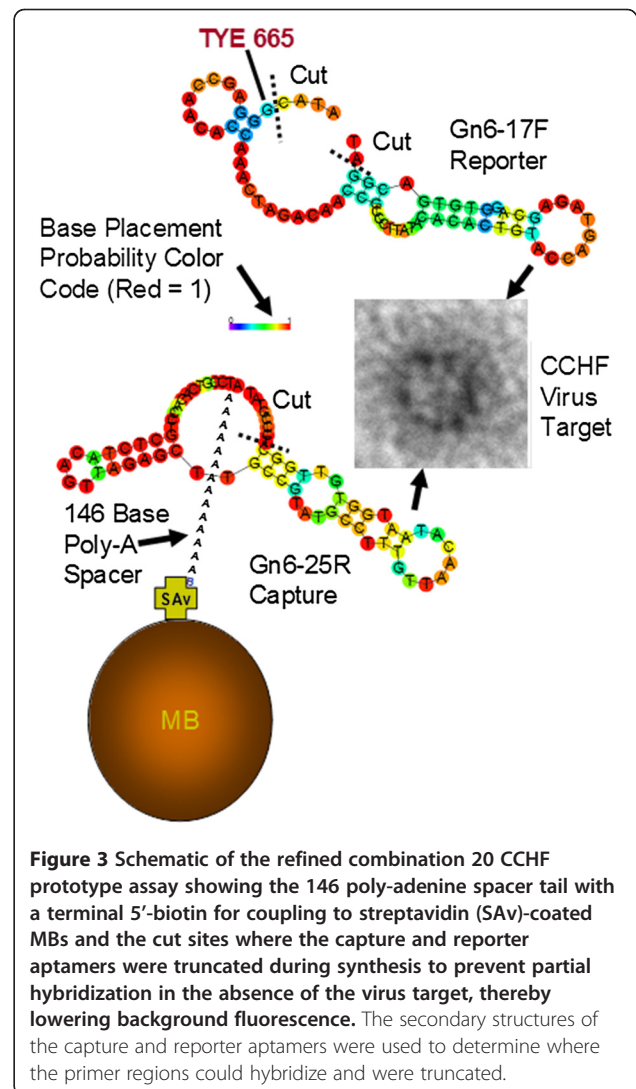 TYE 665
Cut
Cut
Gn6-17F
Reporter
Base Placement
Probability Color
Code (Red = 1)
0 1
CCHF
Virus
Target
Cut
146 Base
Poly-A
Spacer
Gn6-25R
Capture
A A A A A A A A A A A A A A A A
B
SAv
MB
Figure 3 Schematic of the refined combination 20 CCHF
prototype assay showing the 146 poly-adenine spacer tail with
a terminal 5′-biotin for coupling to streptavidin (SAv)-coated
MBs and the cut sites where the capture and reporter
aptamers were truncated during synthesis to prevent partial
hybridization in the absence of the virus target, thereby
lowering background fluorescence. The secondary structures of
the capture and reporter aptamers were used to determine where
the primer regions could hybridize and were truncated.